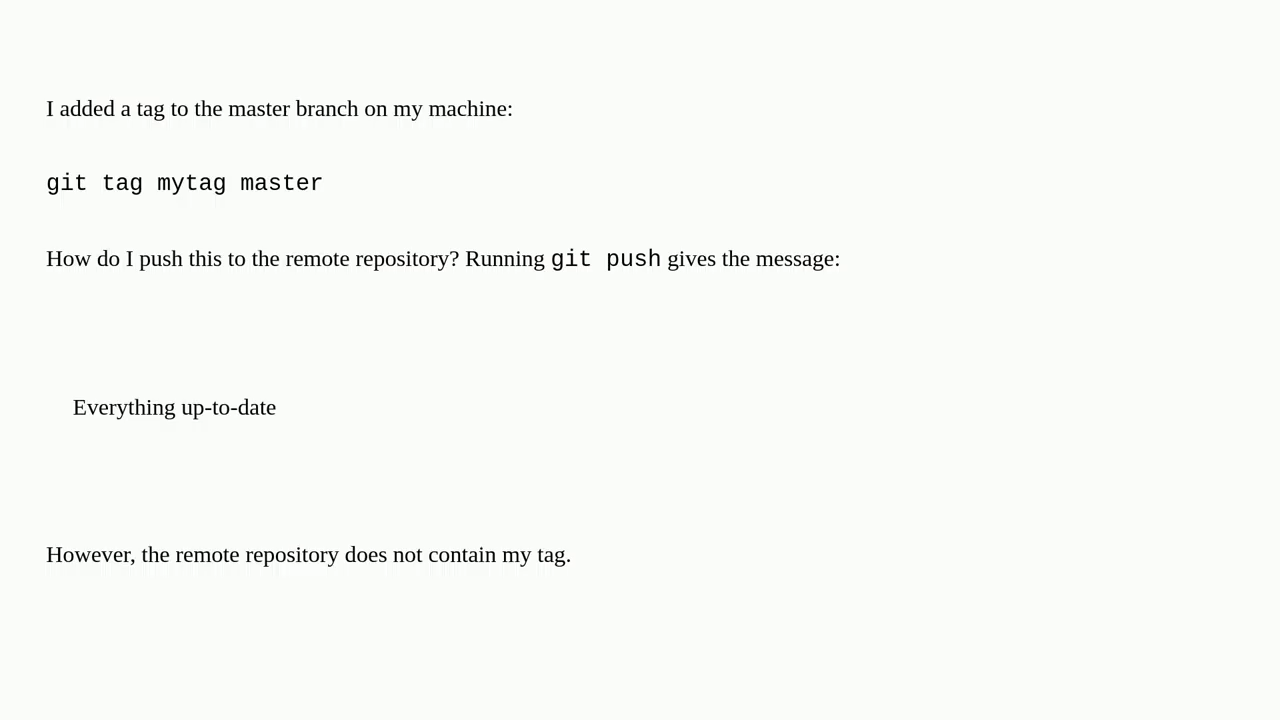 I added a tag to the master branch on my machine:
git tag mytag master
How do I push this to the remote repository? Running git push gives the message:
Everything up-to-date
However, the remote repository does not contain my tag.